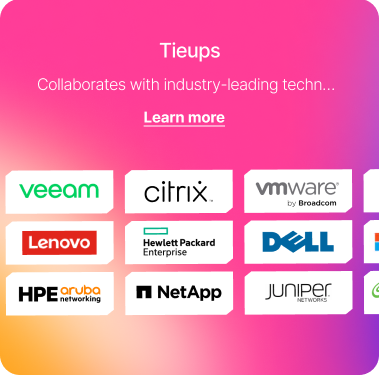 Tieups
Collaborates with industry-leading techn...
Learn more
veeam
citrix™
vmware®
by Broadcom
Lenovo
Hewlett Packard
Enterprise
DELL
HPE aruba
networking
NetApp
JUNIPER
NETWORKS